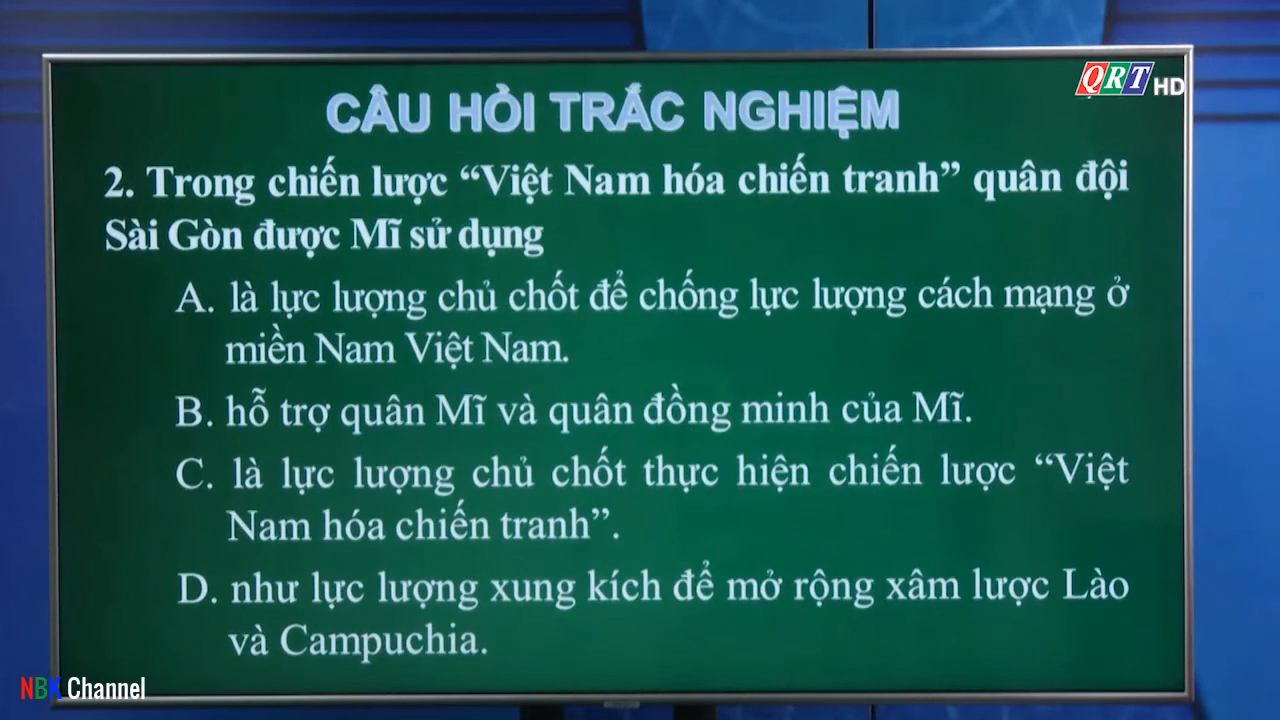 QRT HD
CÂU HỎI TRẮC NGHIỆM
2. Trong chiến lược “Việt Nam hóa chiến tranh” quân đội
Sài Gòn được Mĩ sử dụng
A. là lực lượng chủ chốt để chống lực lượng cách mạng ở
miền Nam Việt Nam.
B. hỗ trợ quân Mĩ và quân đồng minh của Mĩ.
C. là lực lượng chủ chốt thực hiện chiến lược “Việt
Nam hóa chiến tranh”.
D. như lực lượng xung kích để mở rộng xâm lược Lào
và Campuchia.
NBK Channel